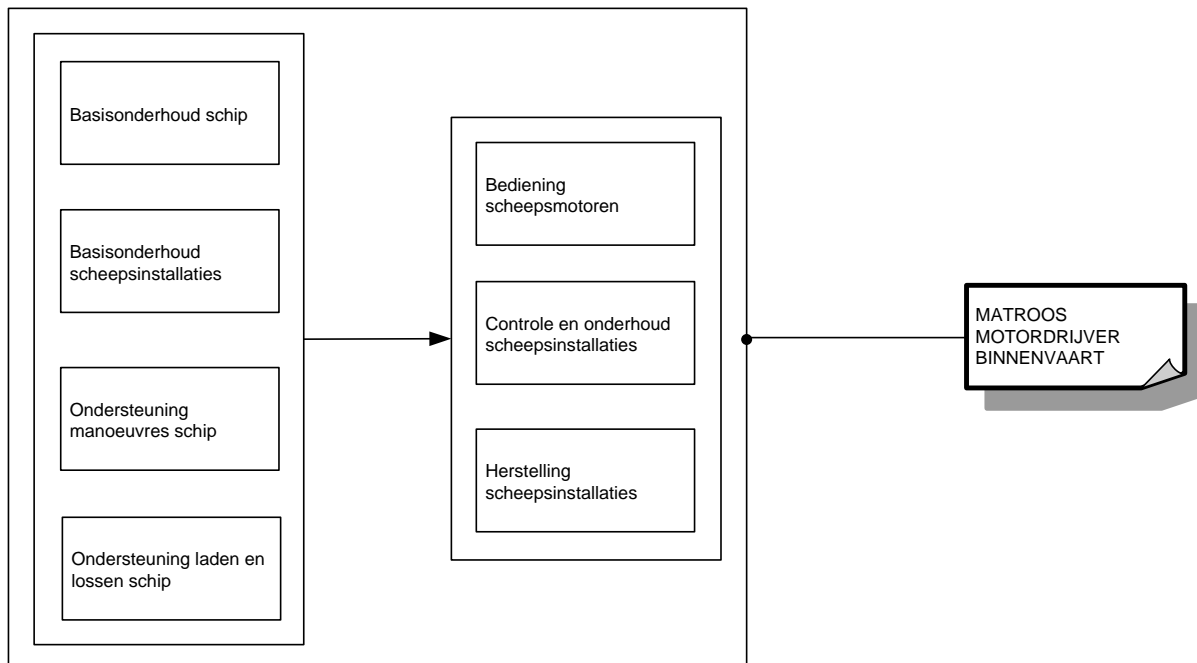 Basisonderhoud schip
Basisonderhoud
scheepsinstallaties
Ondersteuning
manoeuvres schip
Ondersteuning laden en
lossen schip
Bediening
scheepsmotoren
Controle en onderhoud
scheepsinstallaties
Herstelling
scheepsinstallaties
MATROOS
MOTORDRIJVER
BINNENVAART